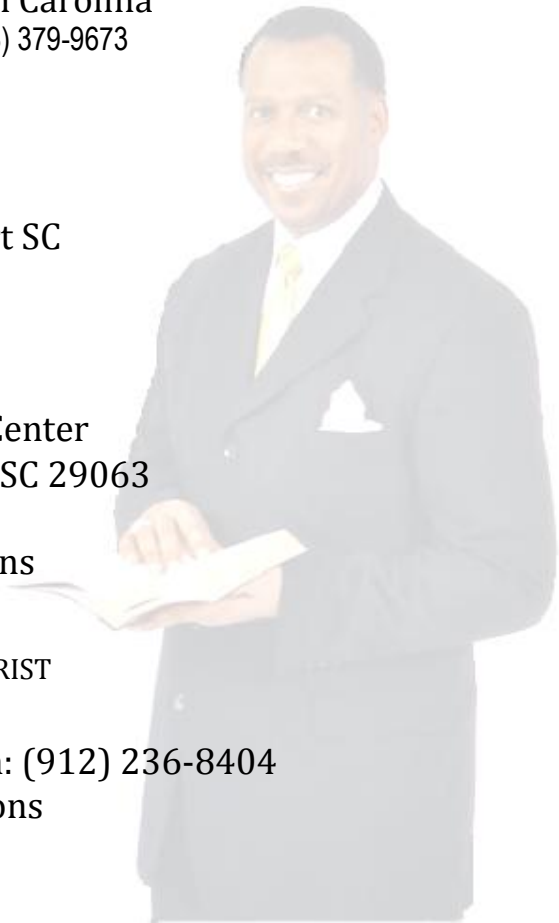 Carolina
) 379-9673
t SC
Center
SC 29063
ns
RIST
: (912) 236-8404
ons